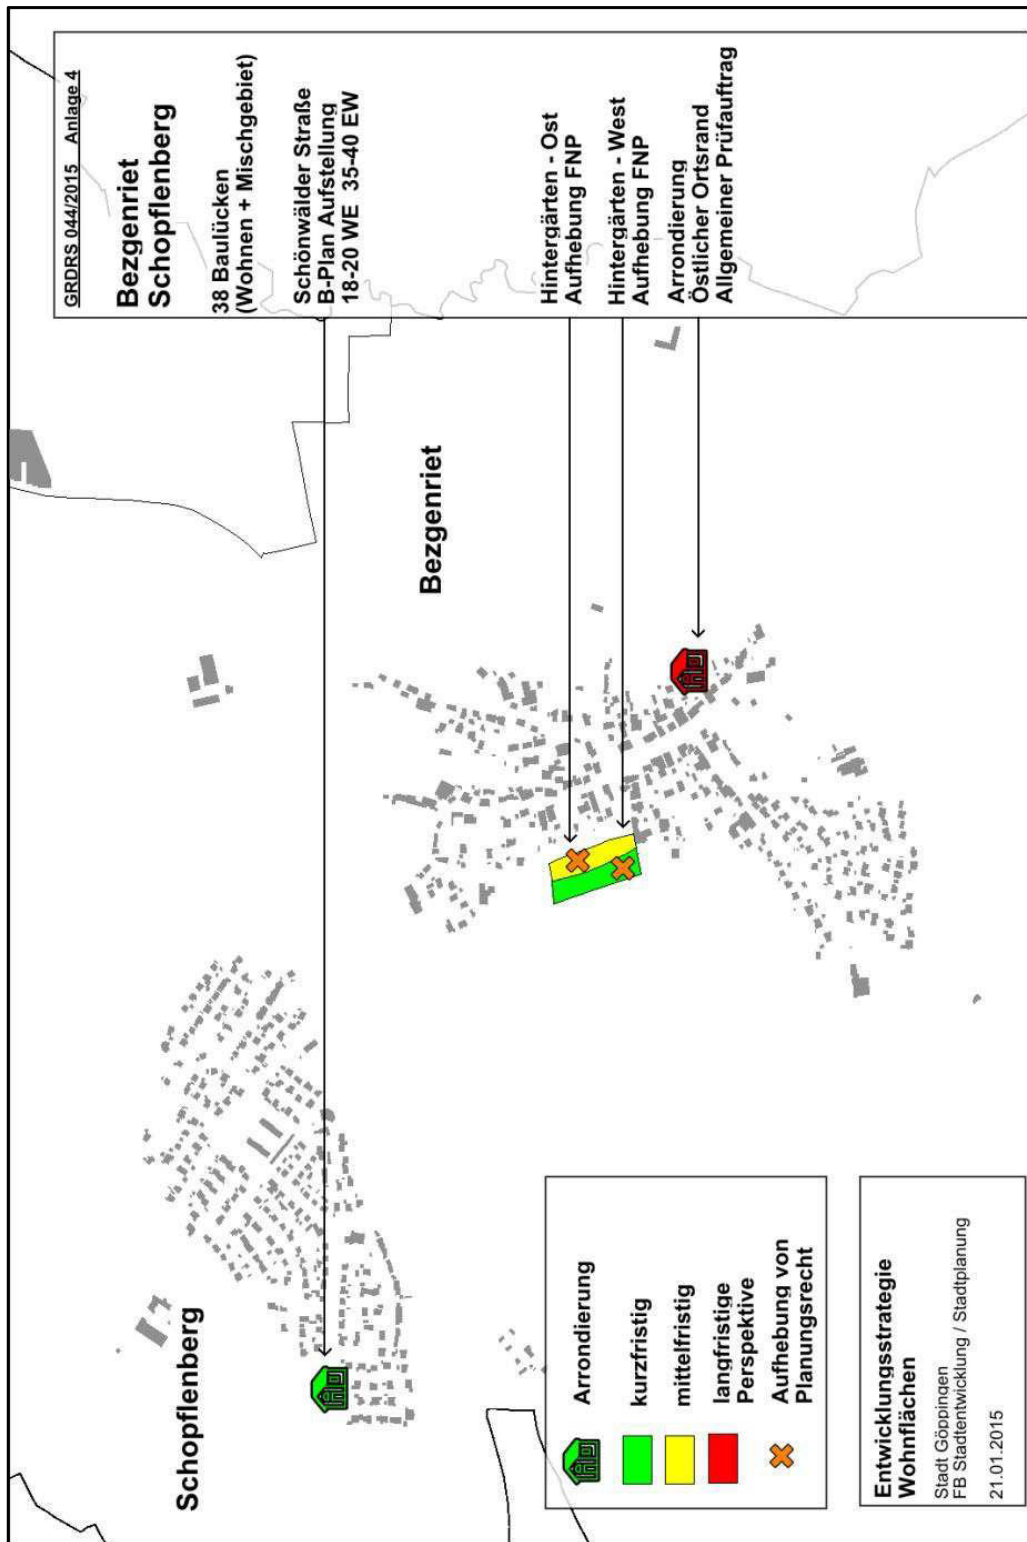 GRDRS 044/2015   Anlage 4
Bezgenriet
Schopflenberg
38 Baulücken
(Wohnen + Mischgebiet)
Schönwälder Straße
B-Plan Aufstellung
18-20 WE  35-40 EW
Hintergärten - Ost
Aufhebung FNP
Hintergärten - West
Aufhebung FNP
Arrondierung
Östlicher Ortsrand
Allgemeiner Prüfauftrag
Bezgenriet
Schopflenberg
Arrondierung
kurzfristig
mittelfristig
langfristige
Perspektive
Aufhebung von
Planungsrecht
Entwicklungsstrategie
Wohnflächen
Stadt Göppingen
FB Stadtentwicklung / Stadtplanung
21.01.2015